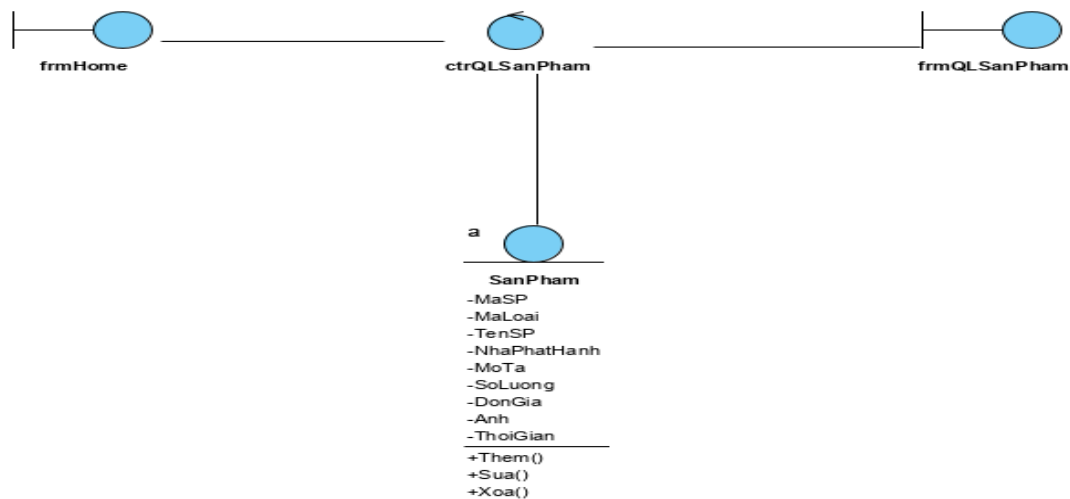 frmHome
ctrQLSanPham
frmQLSanPham
a
SanPham
-MaSP
-MaLoai
-TenSP
-NhaPhatHanh
-MoTa
-SoLuong
-DonGia
-Anh
-ThoiGian
+Them()
+Sua()
+Xoa()